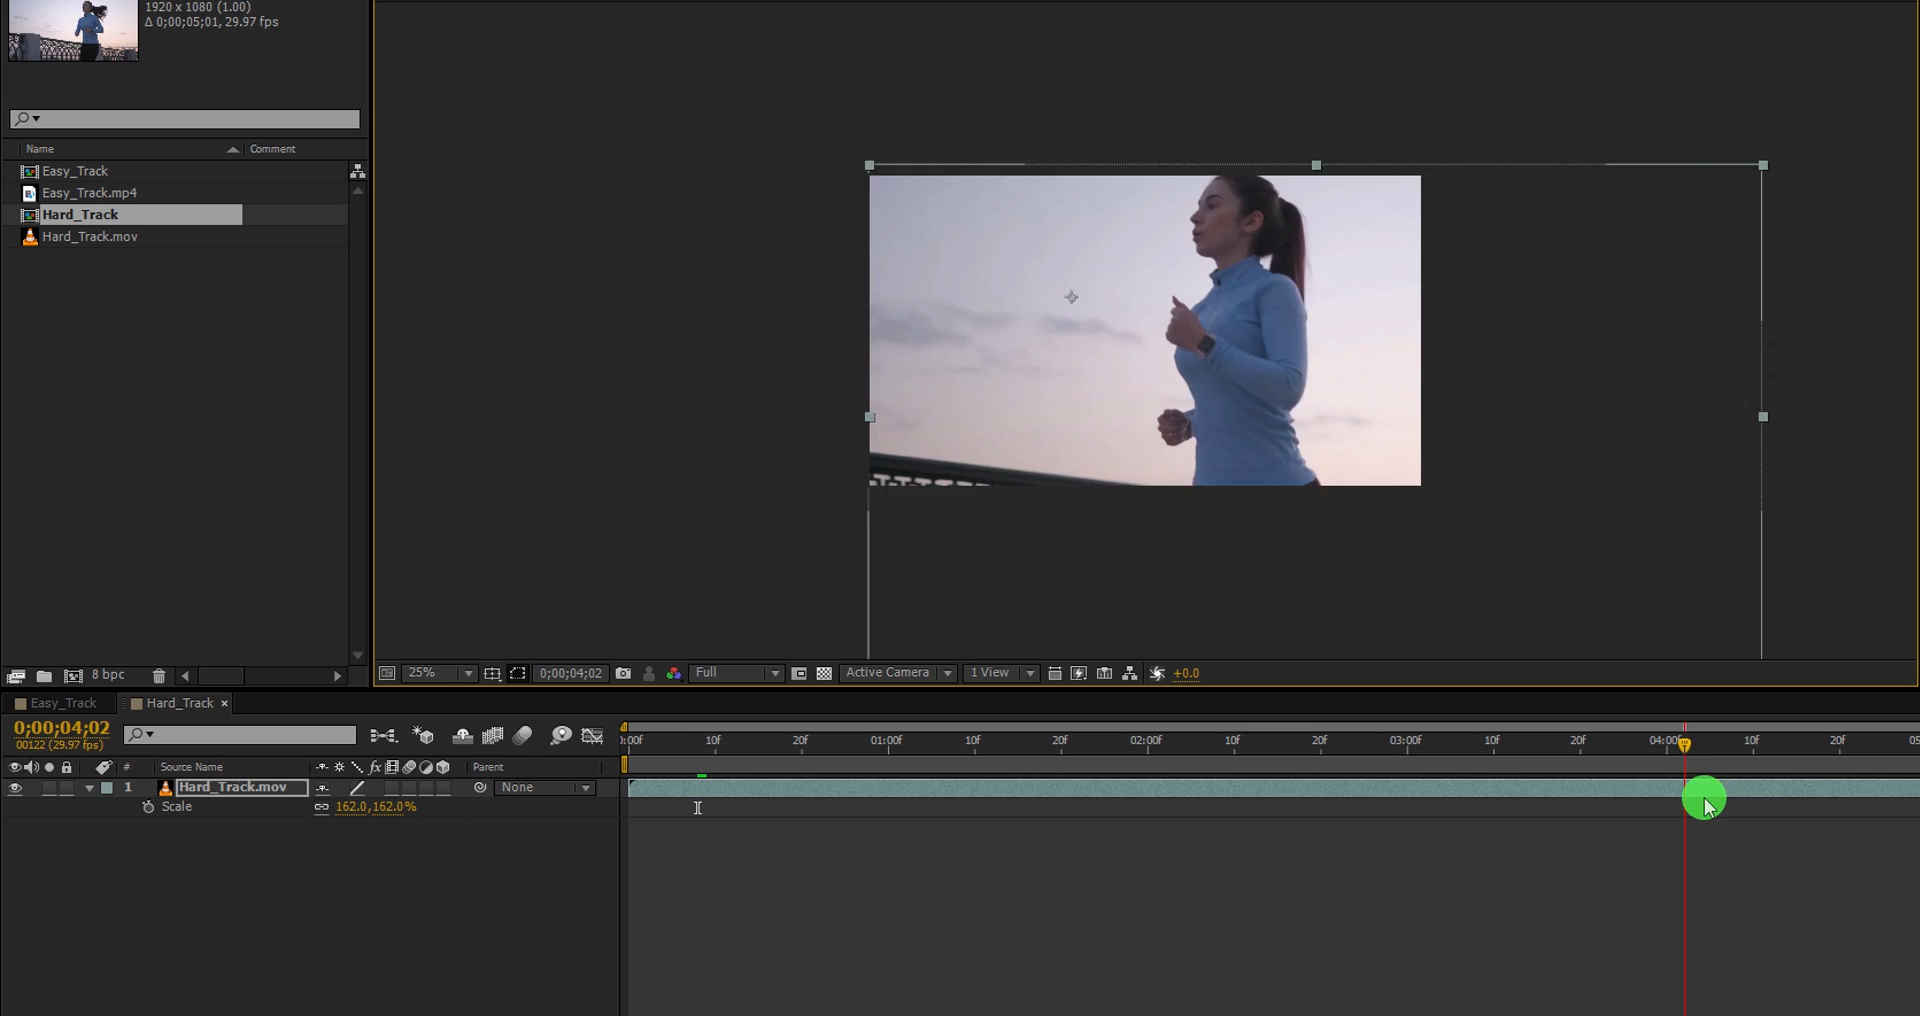 1920 x 1080 (1.00)
Δ 0;00;05;01, 29.97 fps
Name Comment
Easy_Track
Easy_Track.mp4
Hard_Track
Hard_Track.mov
8 bpc
25% 0;00;04;02 Full Active Camera 1 View +0.0
Easy_Track Hard_Track ×
0;00;04;02
00122 (29.97 fps)
# Source Name fx Parent
0:00f 10f 20f 01:00f 10f 20f 02:00f 10f 20f 03:00f 10f 20f 04:00f 10f 20f 05
1 Hard_Track.mov None
Scale 162.0,162.0%